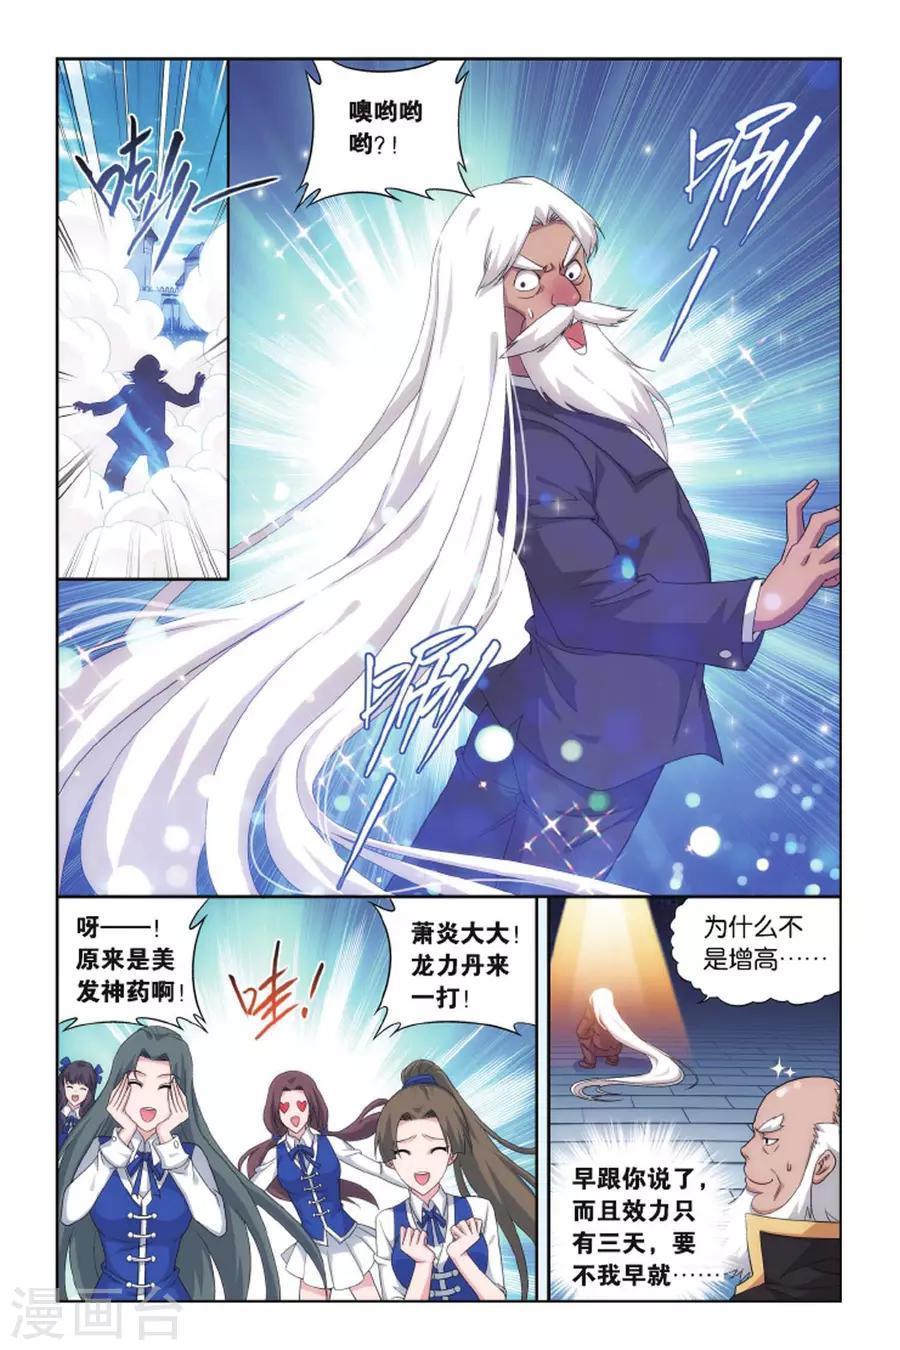 噢哟哟
哟?!
唰
唰
呀——!
原来是美
发神药啊!
哇!
萧炎大大!
龙力丹来
一打!
为什么不
是增高……
早跟你说了,
而且效力只
有三天，要
不我早就……
漫画台